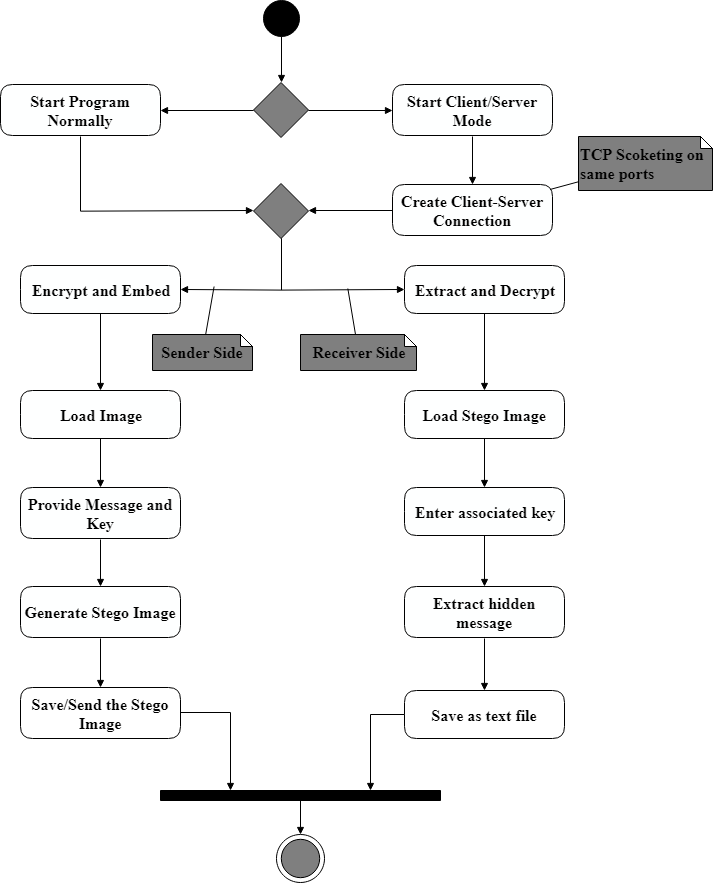 Start Program
Normally
Start Client/Server
Mode
TCP Scoketing on
same ports
Create Client-Server
Connection
Encrypt and Embed
Extract and Decrypt
Sender Side
Receiver Side
Load Image
Load Stego Image
Provide Message and
Key
Enter associated key
Generate Stego Image
Extract hidden
message
Save/Send the Stego
Image
Save as text file